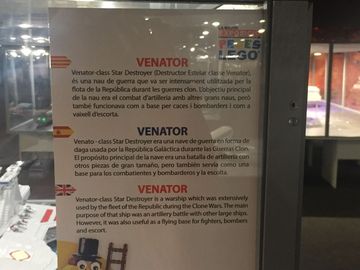 EXPOSICIÓ
PECES
LEGO
VENATOR
Venator-class Star Destroyer (Destructor Estelar classe Venator),
és una nau de guerra que va ser intensament utilitzada per la
flota de la República durant les guerres clon. L'objectiu principal
de la nau era el combat d'artilleria amb altres grans naus, però
també funcionava com a base per caces i bombarders i com a
vaixell d'escorta.
VENATOR
Venato - class Star Destroyer era una nave de guerra en forma de
daga usada por la República Galáctica durante las Guerras Clon.
El propósito principal de la nave era una batalla de artillería con
otros piezas de gran tamaño, pero también servía como una
base para los combatientes y bombarderos y la escolta.
VENATOR
Venator-class Star Destroyer is a warship which was extensively
used by the fleet of the Republic during the Clone Wars. The main
purpose of that ship was an artillery battle with other large ships.
However, it was also useful as a flying base for fighters, bombers
and escort.